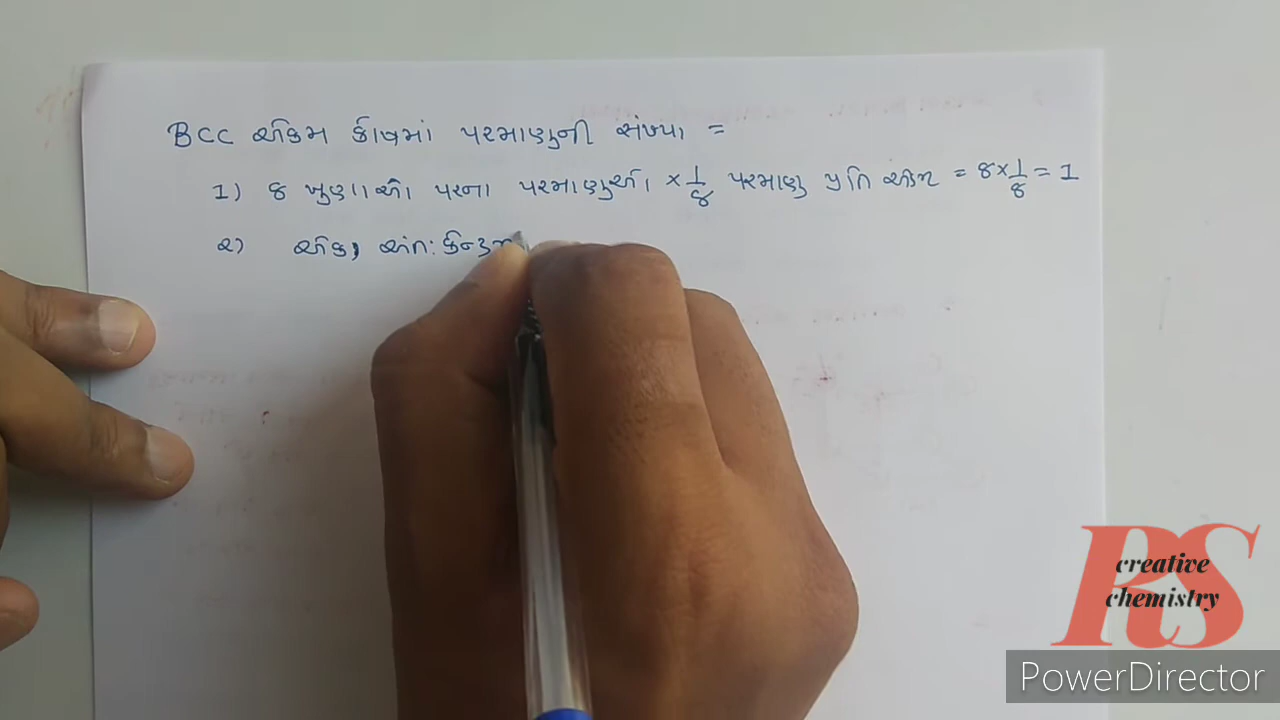 BCC એકમ કોષમાં પરમાણુની સંખ્યા =
1) 8 ખુણાઓ પરના પરમાણુઓ × 1/8 પરમાણુ પ્રતિ એકમ = 8 × 1/8 = 1
૨) એક, અંત: કેન્દ્ર
RS
creative
chemistry
PowerDirector